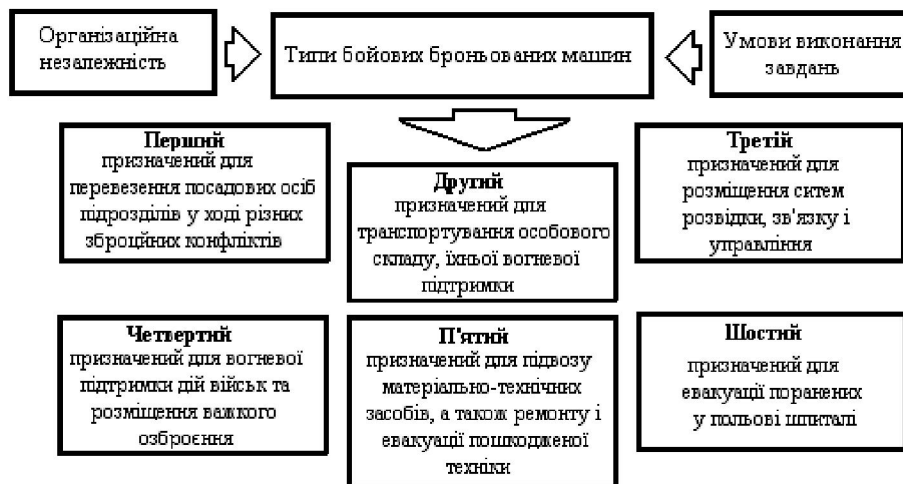 Організаційна
незалежність
Типи бойових броньованих машин
Умови виконання
завдань
Перший
призначений для
перевезення посадових осіб
підрозділів у ході різних
зброційних конфліктів
Другий
призначений для
транспортування особового
складу, їхньої вогневої
підтримки
Третій
призначений для
розміщення ситем
розвідки, зв'язку і
управління
Четвертий
призначений для вогневої
підтримки дій військ та
розміщення важкого
озброєння
П'ятий
призначений для підвозу
матеріально-технічних
засобів, а також ремонту і
евакуації пошкодженої
техніки
Шостий
призначений для
евакуації поранених
у польові шпиталі